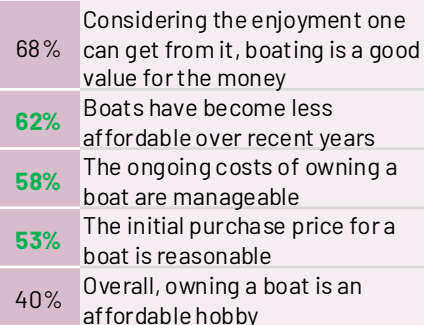 68%
Considering the enjoyment one
can get from it, boating is a good
value for the money
62%
Boats have become less
affordable over recent years
58%
The ongoing costs of owning a
boat are manageable
53%
The initial purchase price for a
boat is reasonable
40%
Overall, owning a boat is an
affordable hobby